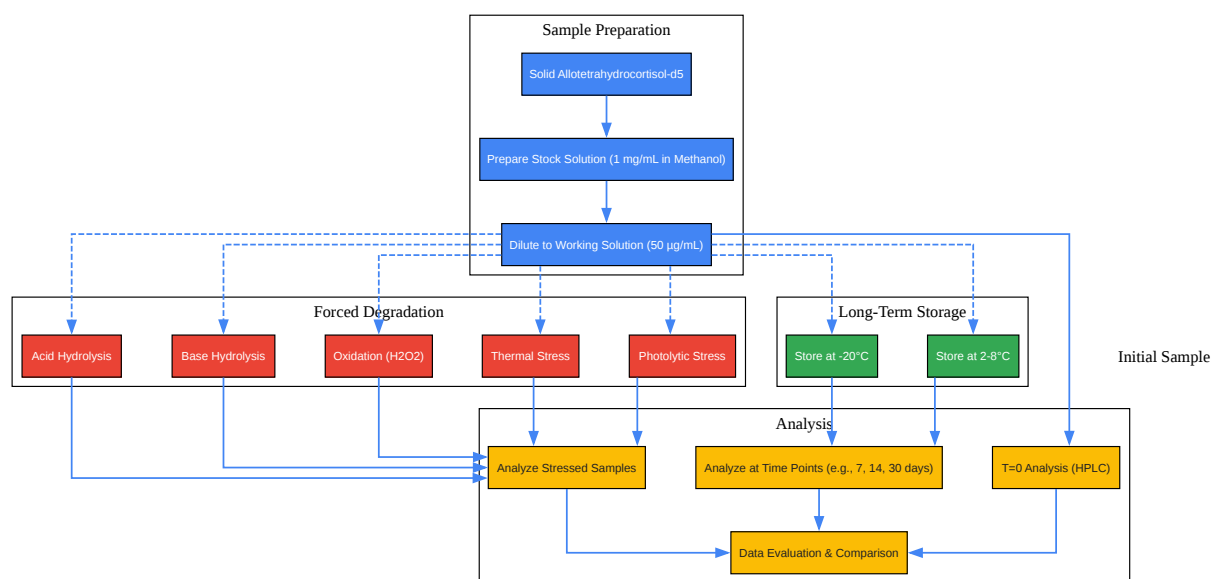 Sample Preparation
Solid Allotetrahydrocortisol-d5
Prepare Stock Solution (1 mg/mL in Methanol)
Dilute to Working Solution (50 µg/mL)
Forced Degradation
Long-Term Storage
Acid Hydrolysis
Base Hydrolysis
Oxidation (H2O2)
Thermal Stress
Photolytic Stress
Store at -20°C
Store at 2-8°C
Initial Sample
Analysis
Analyze Stressed Samples
Analyze at Time Points (e.g., 7, 14, 30 days)
T=0 Analysis (HPLC)
Data Evaluation & Comparison